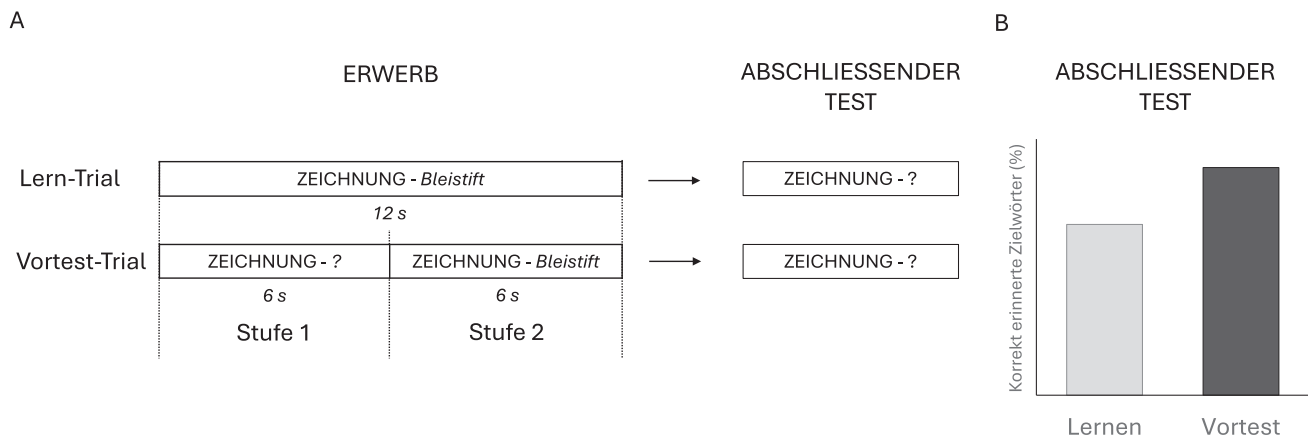 A
ERWERB
ABSCHLIESSENDER
TEST
Lern-Trial
ZEICHNUNG - Bleistift
ZEICHNUNG - ?
12 s
Vortest-Trial
ZEICHNUNG - ?
ZEICHNUNG - Bleistift
ZEICHNUNG - ?
6 s
6 s
Stufe 1
Stufe 2
B
ABSCHLIESSENDER
TEST
Korrekt erinnerte Zielwörter (%)
Lernen
Vortest